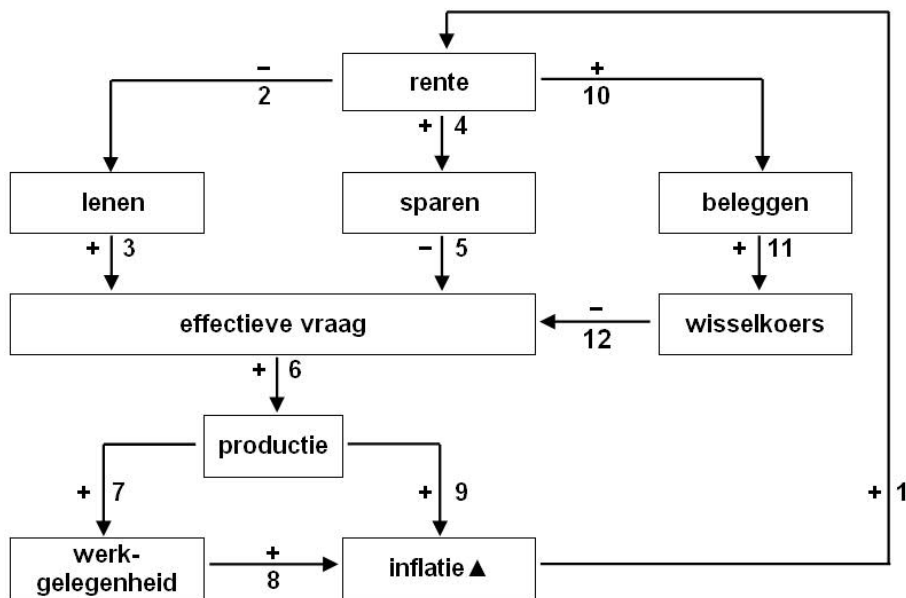 rente
− 2
+ 4
+ 10
lenen
sparen
beleggen
+ 3
− 5
+ 11
effectieve vraag
− 12
wisselkoers
+ 6
productie
+ 7
+ 9
+ 1
werk-
gelegenheid
+ 8
inflatie▲